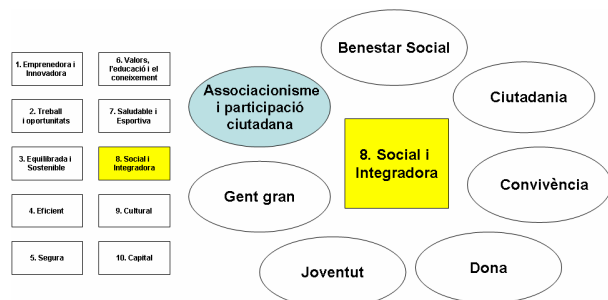 1. Emprenedora i
Innovadora
6. Valors,
l'educació i el
coneixement
2. Treball
i oportunitats
7. Saludable i
Esportiva
3. Equilibrada i
Sostenible
8. Social i
Integradora
4. Eficient
9. Cultural
5. Segura
10. Capital
Benestar Social
Associacionisme
i participació
ciutadana
Ciutadania
8. Social i
Integradora
Gent gran
Convivència
Joventut
Dona